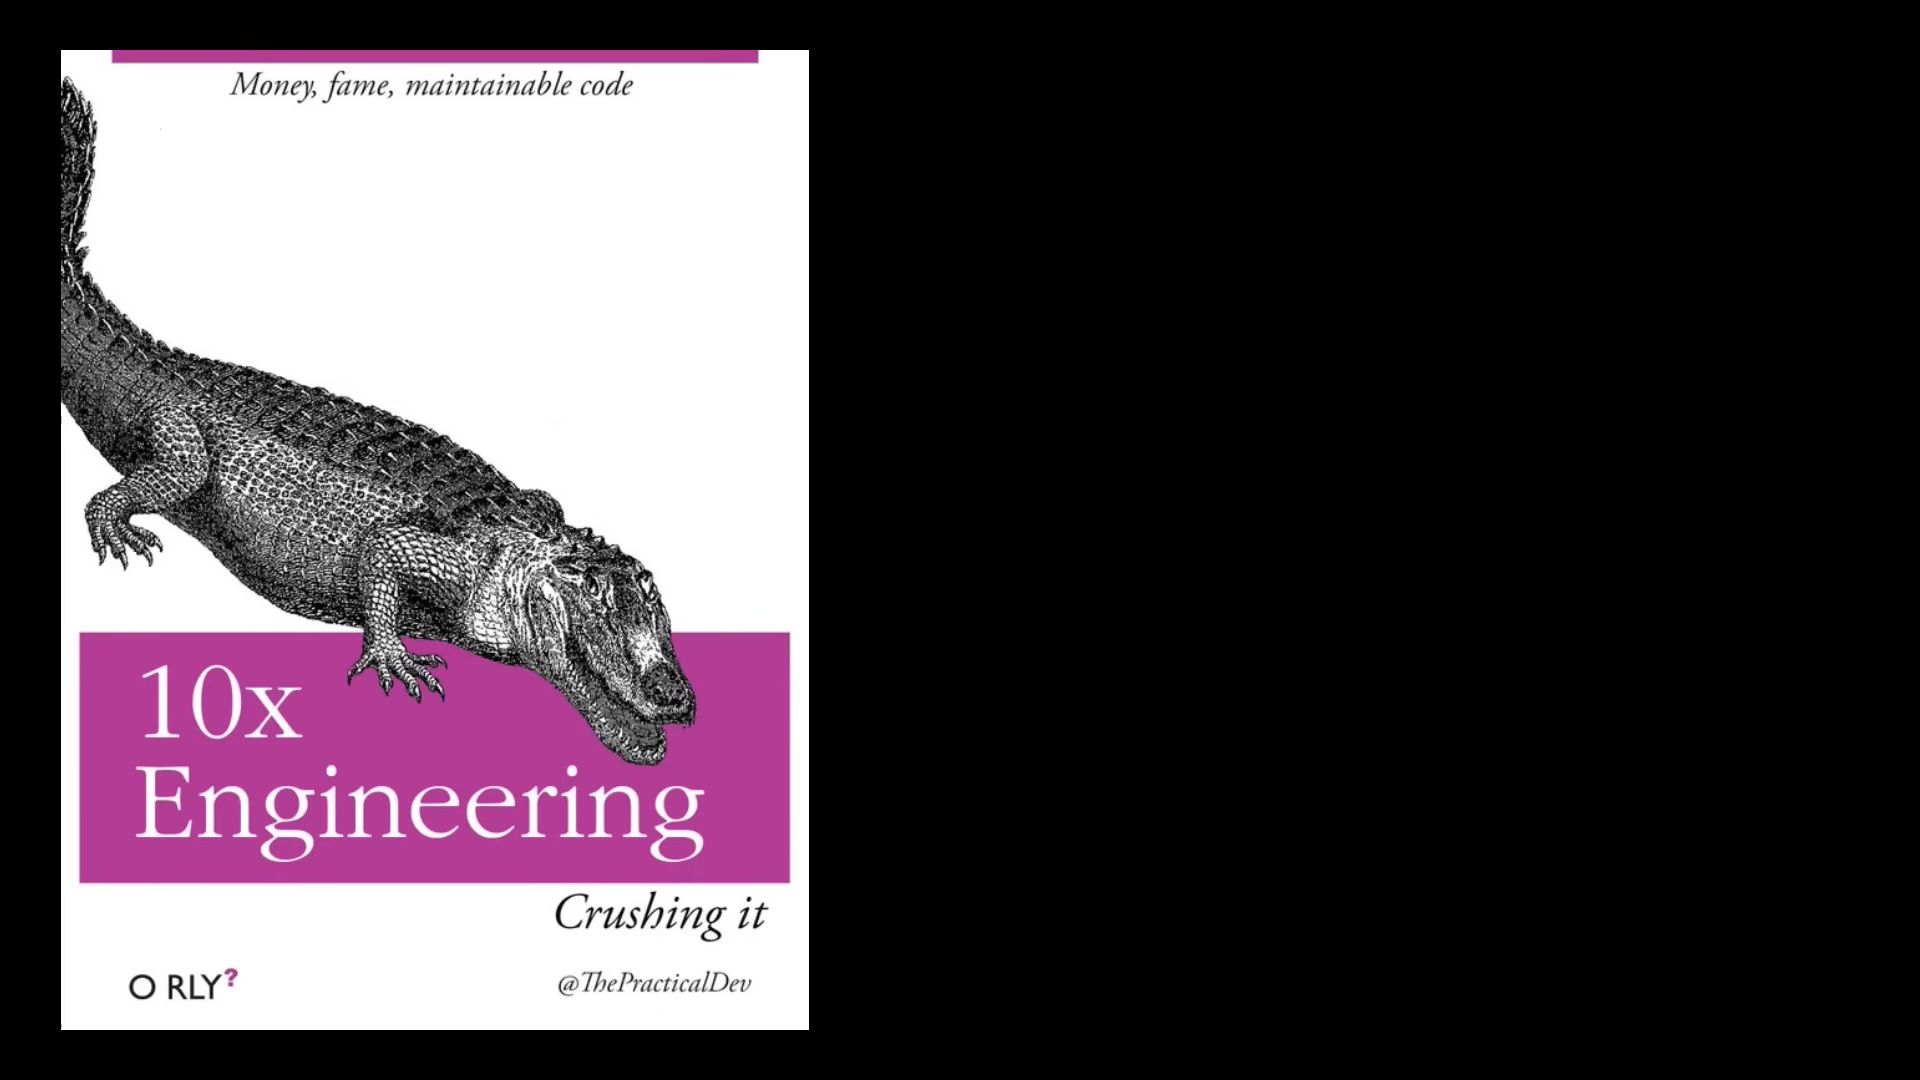 Money, fame, maintainable code
10x
Engineering
Crushing it
O RLY?
@ThePracticalDev